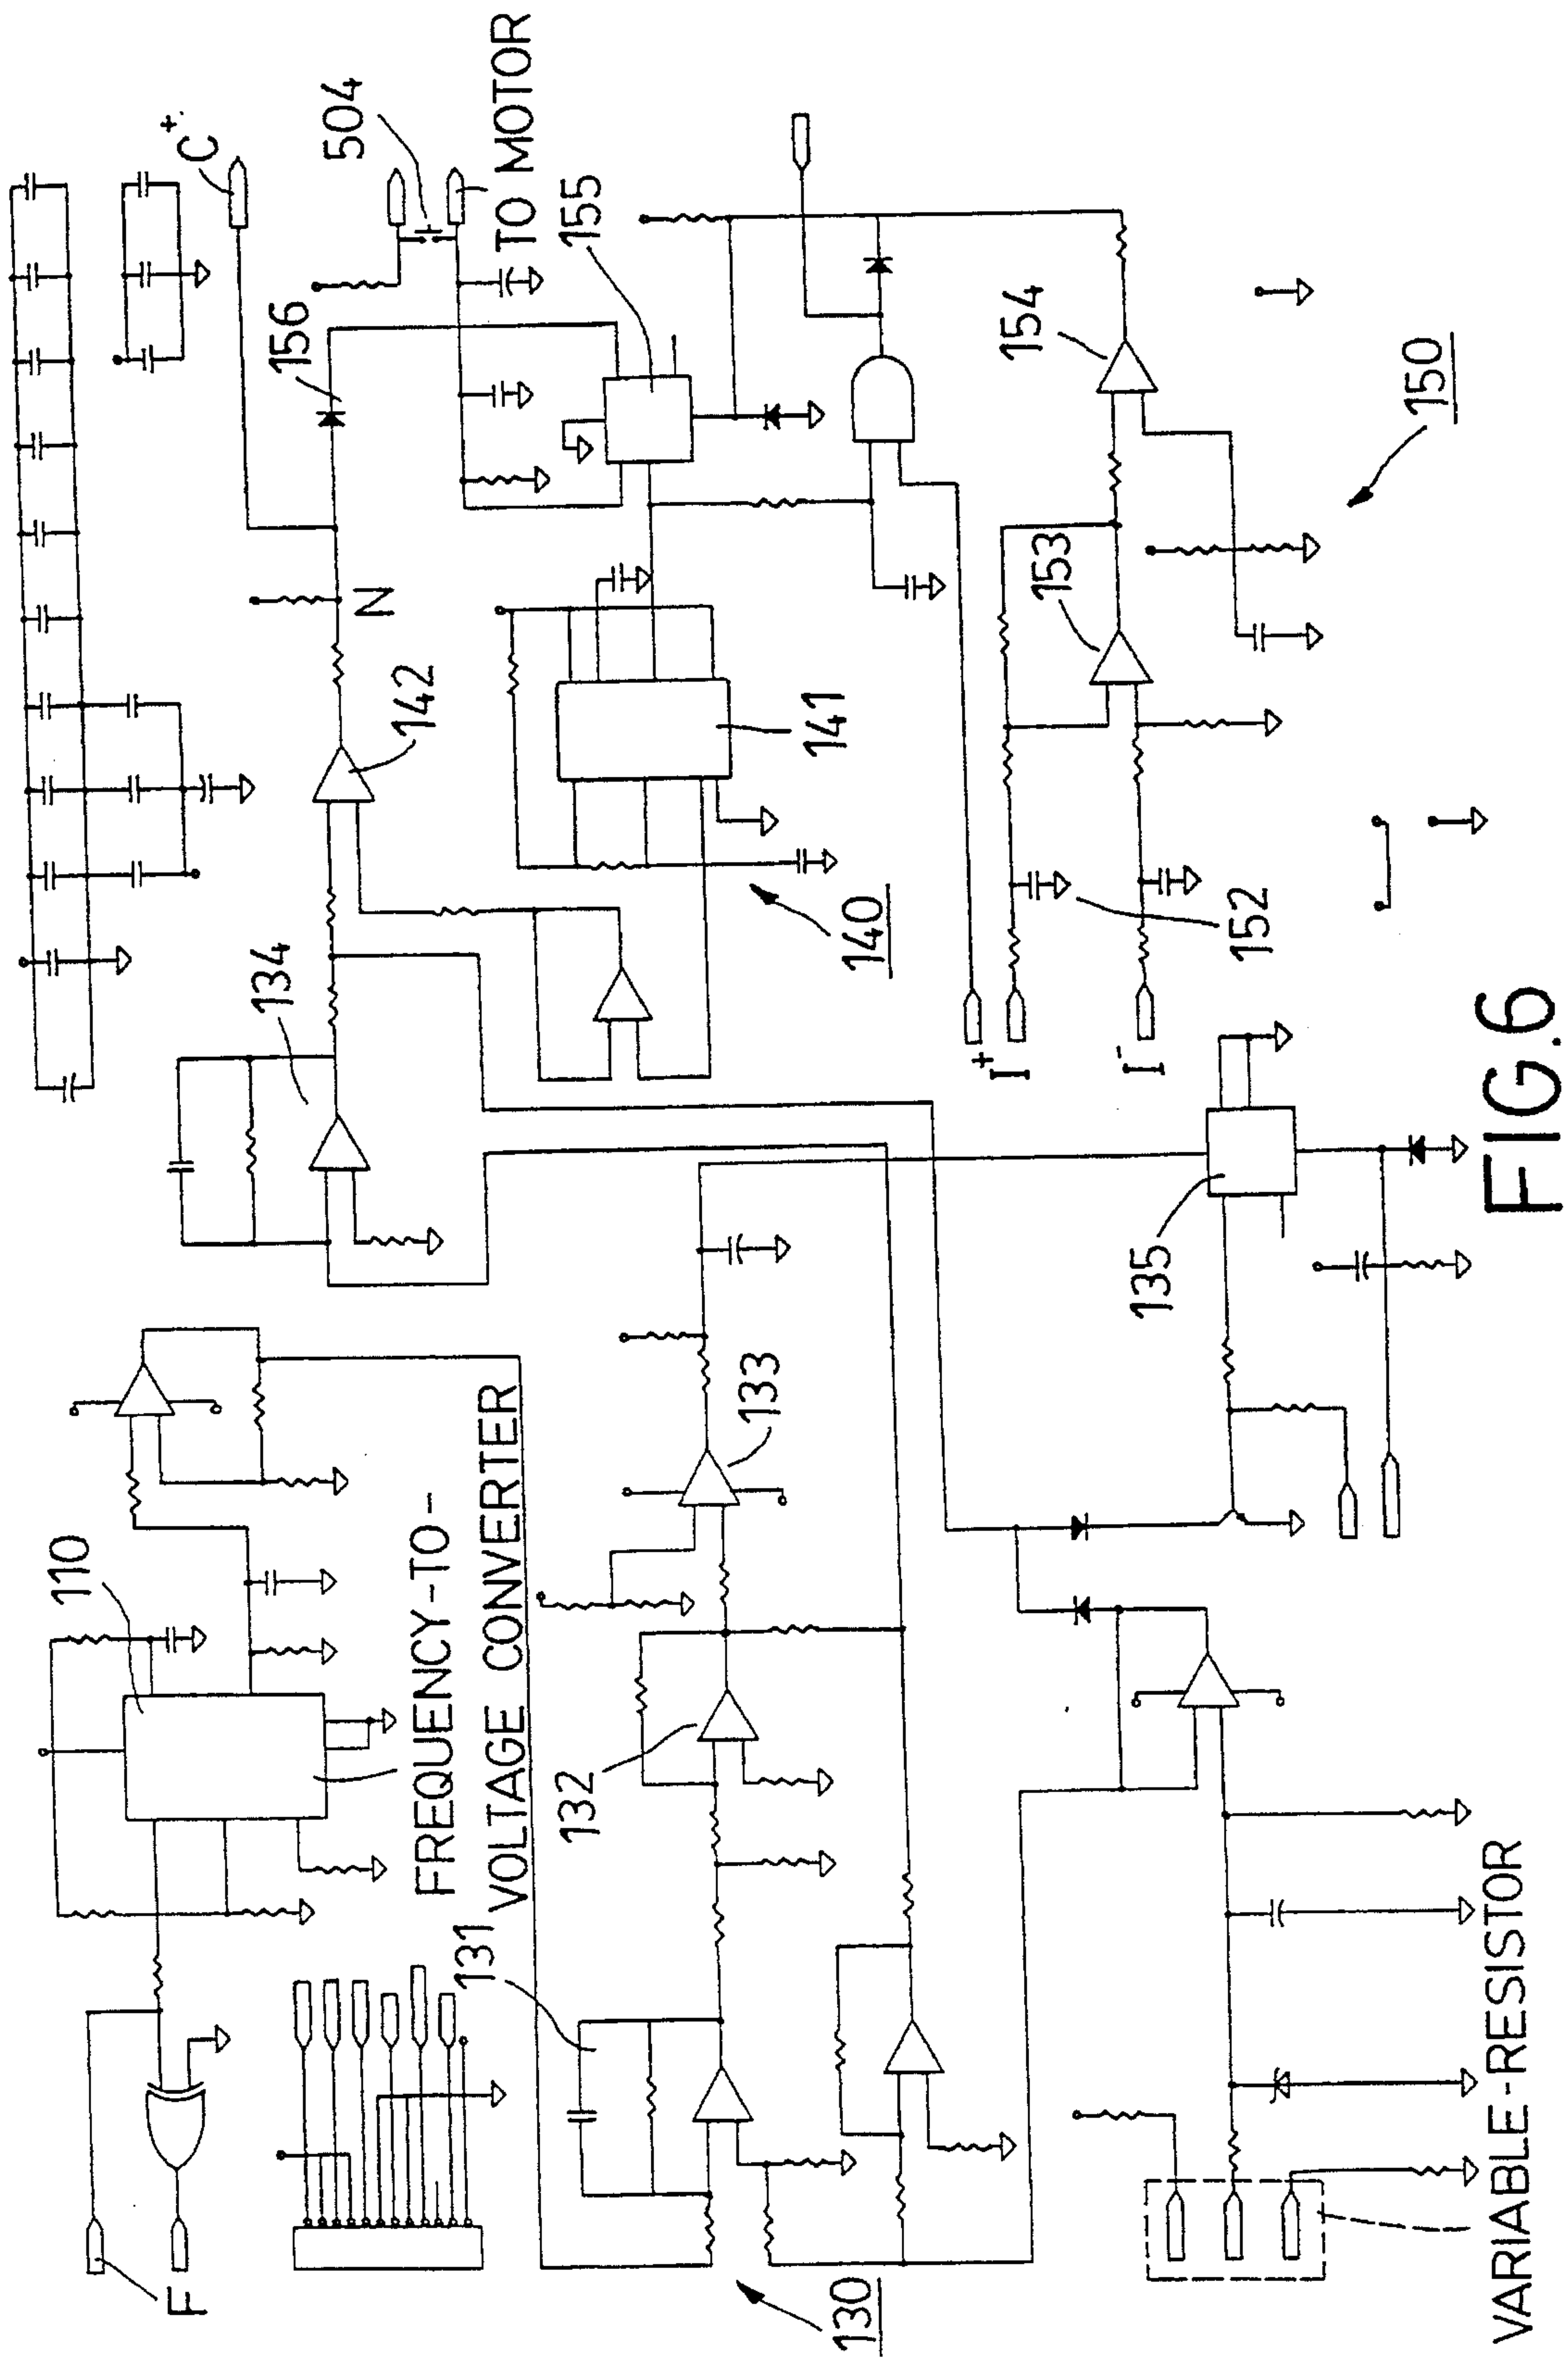 C+
504
TO MOTOR
156
155
N
142
134
141
140
154
153
150
152
I+
I-
F
110
FREQUENCY-TO-
VOLTAGE CONVERTER
131
132
133
135
130
VARIABLE-RESISTOR
FIG.6